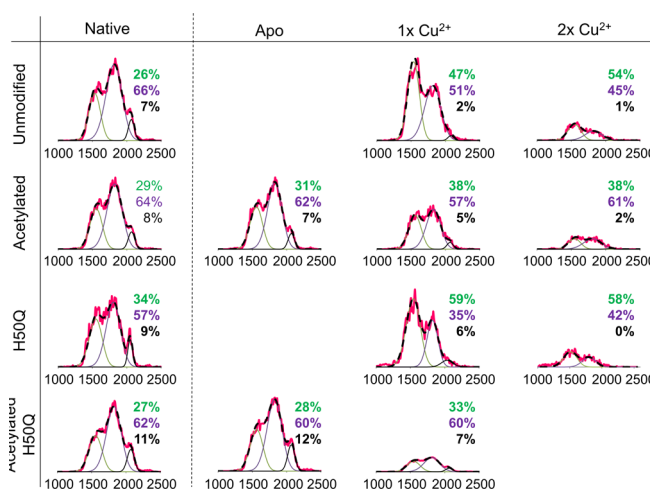 Native Apo 1x Cu²⁺ 2x Cu²⁺
Unmodified
26% 47% 54%
66% 51% 45%
7% 2% 1%
1000 1500 2000 2500 1000 1500 2000 2500 1000 1500 2000 2500
Acetylated
29% 31% 38% 38%
64% 62% 57% 61%
8% 7% 5% 2%
1000 1500 2000 2500 1000 1500 2000 2500 1000 1500 2000 2500 1000 1500 2000 2500
H50Q
34% 59% 58%
57% 35% 42%
9% 6% 0%
1000 1500 2000 2500 1000 1500 2000 2500 1000 1500 2000 2500
Acetylated
H50Q
27% 28% 33%
62% 60% 60%
11% 12% 7%
1000 1500 2000 2500 1000 1500 2000 2500 1000 1500 2000 2500